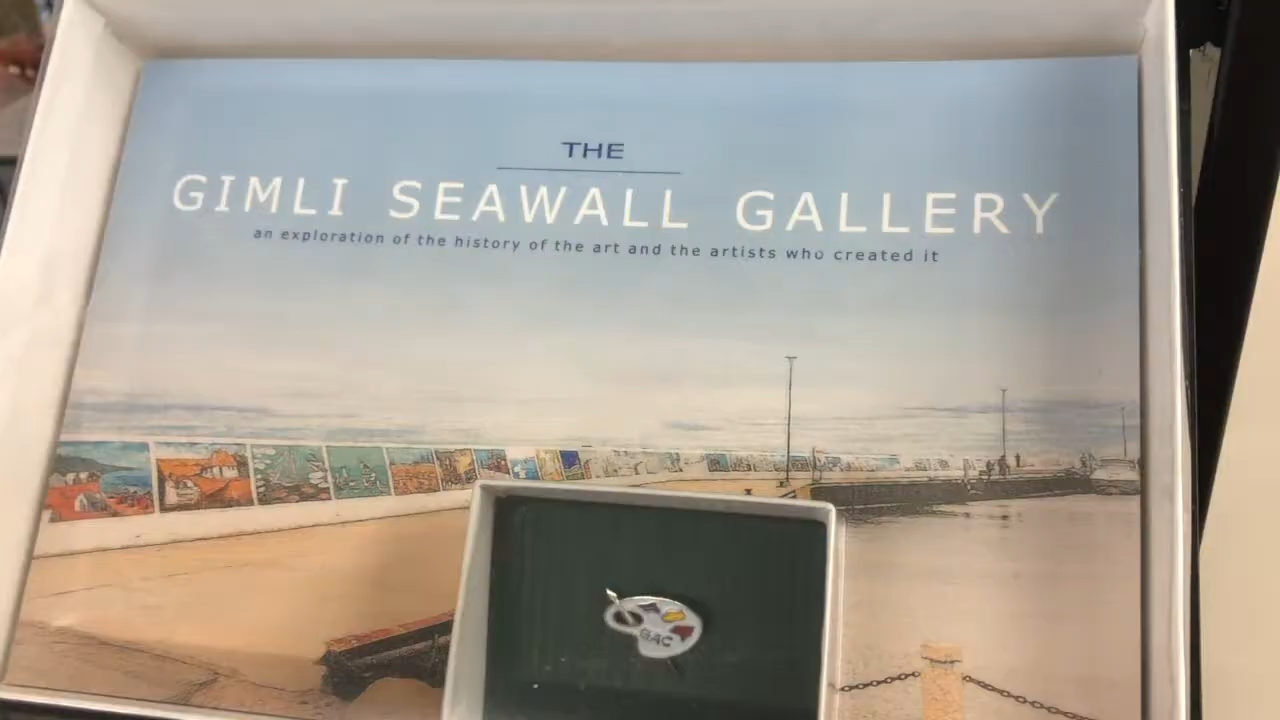 THE
GIMLI SEAWALL GALLERY
an exploration of the history of the art and the artists who created it
GAC